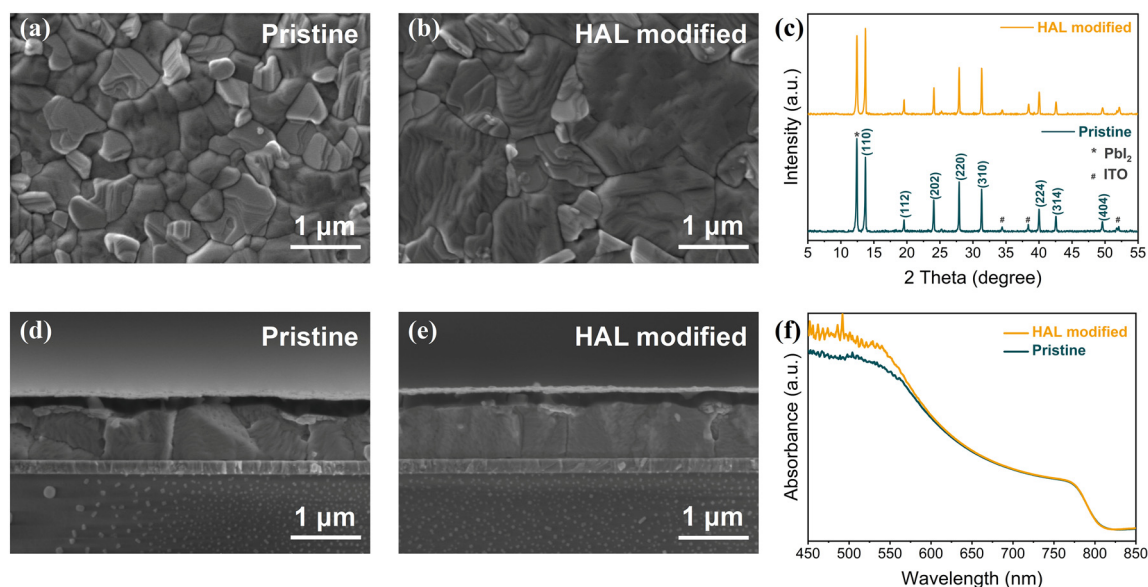 (a) Pristine
1 μm
(b) HAL modified
1 μm
(c)
HAL modified
Pristine
* PbI₂
# ITO
*
(110)
(112)
(202)
(220)
(310)
#
#
(224)
(314)
(404)
#
Intensity (a.u.)
5 10 15 20 25 30 35 40 45 50 55
2 Theta (degree)
(d) Pristine
1 μm
(e) HAL modified
1 μm
(f)
HAL modified
Pristine
Absorbance (a.u.)
450 500 550 600 650 700 750 800 850
Wavelength (nm)